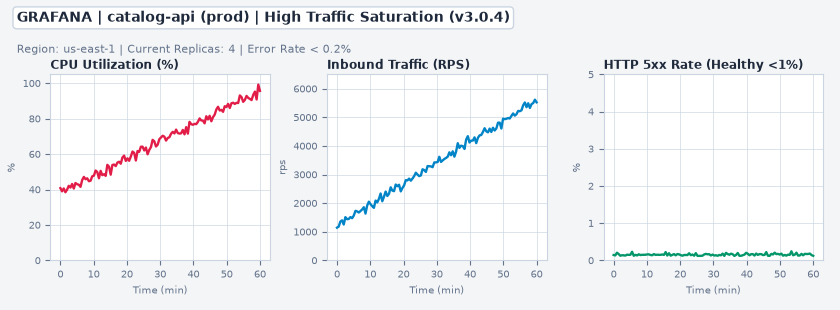 GRAFANA | catalog-api (prod) | High Traffic Saturation (v3.0.4)
Region: us-east-1 | Current Replicas: 4 | Error Rate < 0.2%
CPU Utilization (%)
100
80
60
40
20
0
%
0 10 20 30 40 50 60
Time (min)
Inbound Traffic (RPS)
6000
5000
4000
3000
2000
1000
0
rps
0 10 20 30 40 50 60
Time (min)
HTTP 5xx Rate (Healthy <1%)
5
4
3
2
1
0
%
0 10 20 30 40 50 60
Time (min)